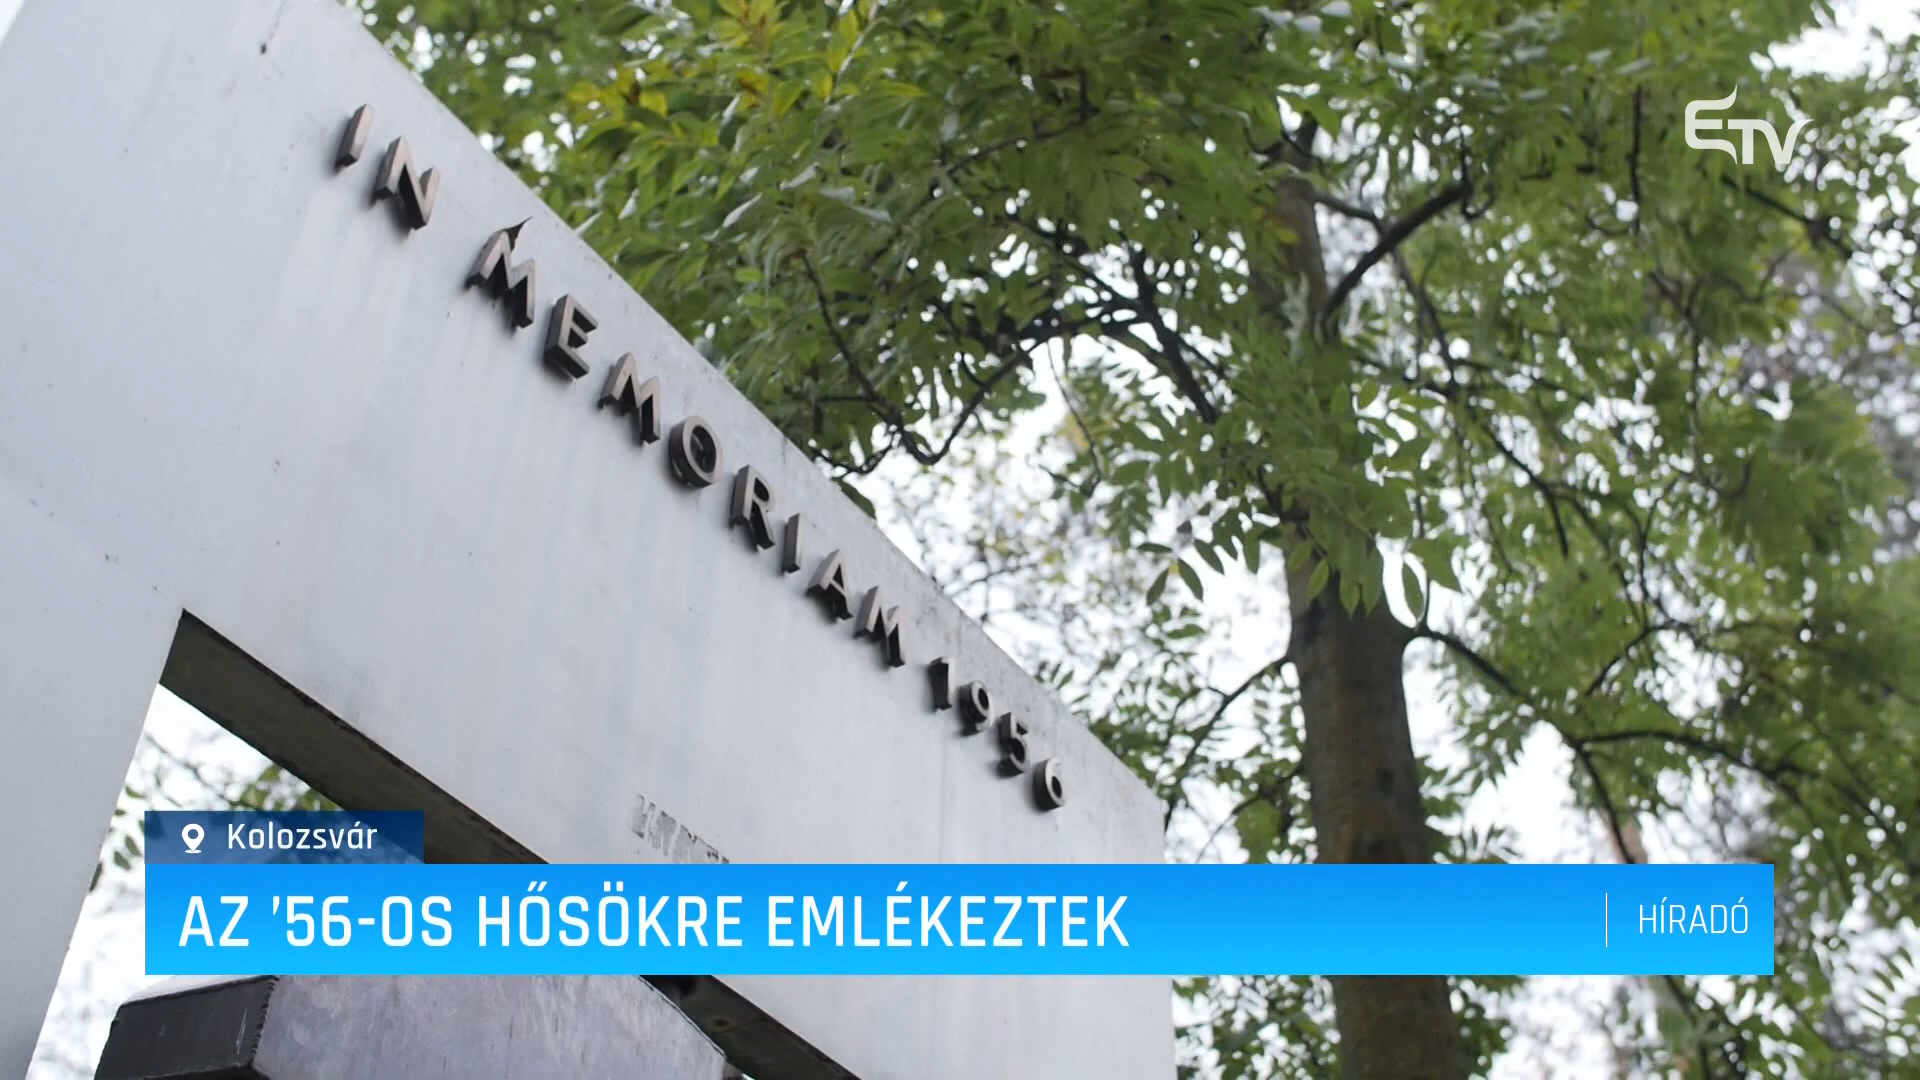 IN MEMORIAM 1956
ETV
Kolozsvár
AZ ’56-OS HŐSÖKRE EMLÉKEZTEK
HÍRADÓ